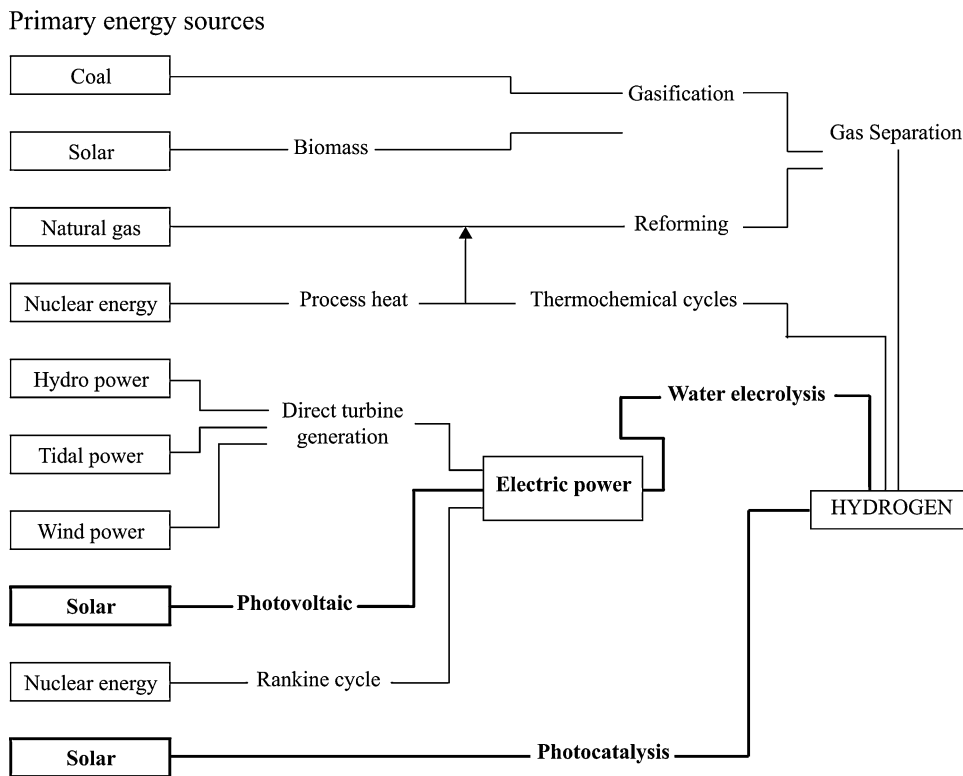 Primary energy sources
Coal
Gasification
Gas Separation
Solar
Biomass
Natural gas
Reforming
Nuclear energy
Process heat
Thermochemical cycles
Hydro power
Water elecrolysis
Direct turbine
generation
Tidal power
Electric power
HYDROGEN
Wind power
Solar
Photovoltaic
Nuclear energy
Rankine cycle
Photocatalysis
Solar